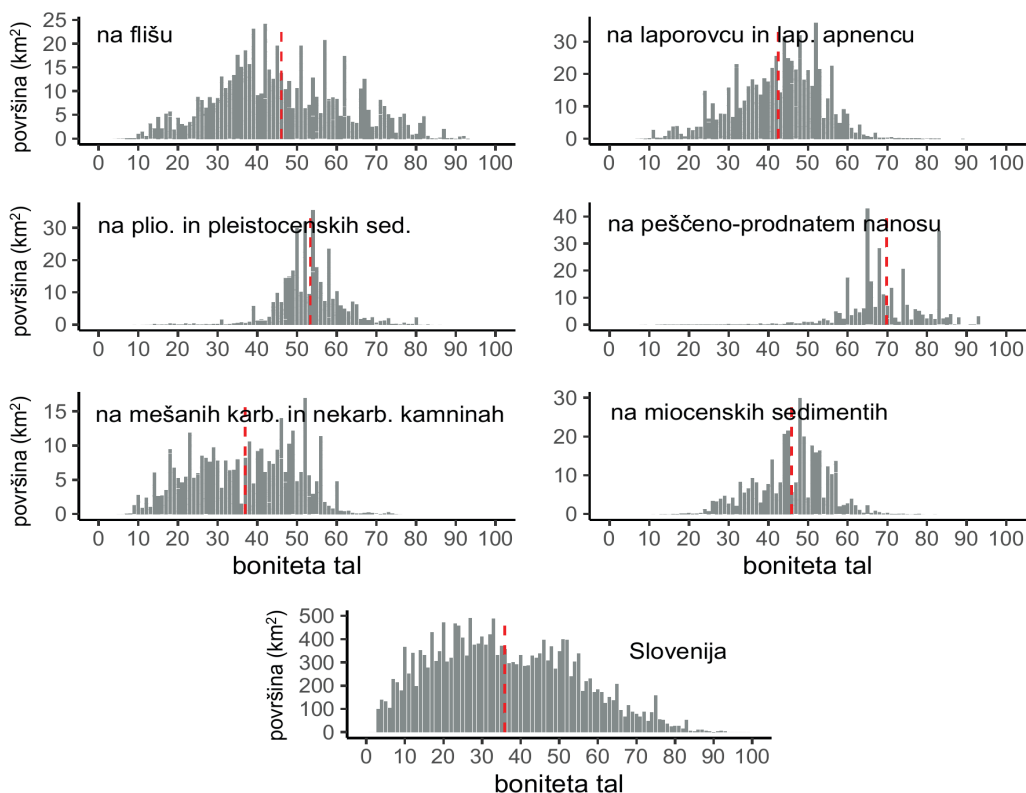 na flišu
površina (km²)
25
20
15
10
5
0
0 10 20 30 40 50 60 70 80 90 100
na laporovcu in lap. apnencu
30
20
10
0
0 10 20 30 40 50 60 70 80 90 100
na plio. in pleistocenskih sed.
površina (km²)
30
20
10
0
0 10 20 30 40 50 60 70 80 90 100
na peščeno-prodnatem nanosu
40
30
20
10
0
0 10 20 30 40 50 60 70 80 90 100
na mešanih karb. in nekarb. kamninah
površina (km²)
15
10
5
0
0 10 20 30 40 50 60 70 80 90 100
boniteta tal
na miocenskih sedimentih
30
20
10
0
0 10 20 30 40 50 60 70 80 90 100
boniteta tal
Slovenija
površina (km²)
500
400
300
200
100
0
0 10 20 30 40 50 60 70 80 90 100
boniteta tal